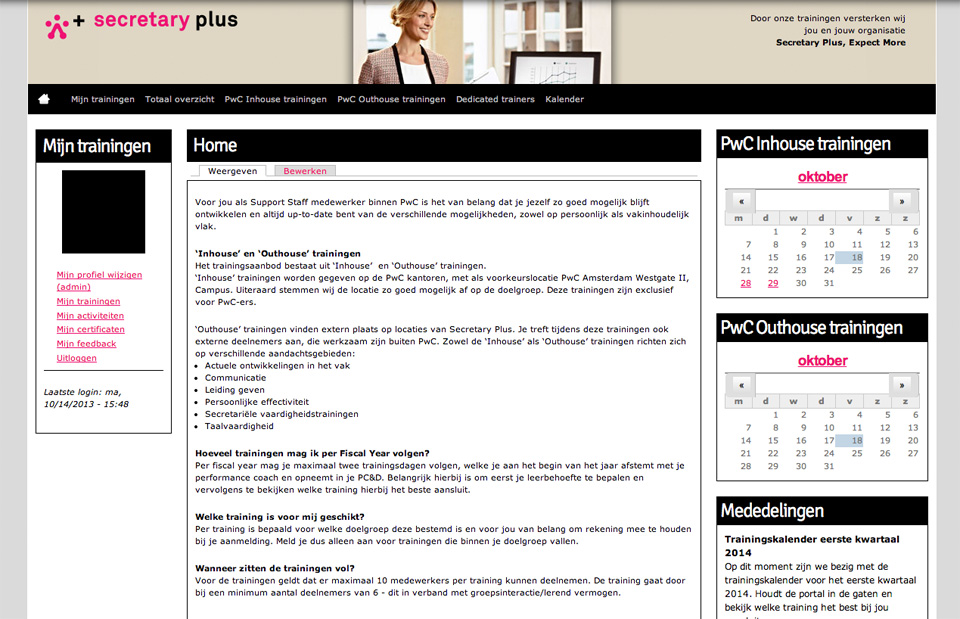 + secretary plus
Door onze trainingen versterken wij
jou en jouw organisatie
Secretary Plus, Expect More
Mijn trainingen Totaal overzicht PwC Inhouse trainingen PwC Outhouse trainingen Dedicated trainers Kalender
Mijn trainingen
Mijn profiel wijzigen
(admin)
Mijn trainingen
Mijn activiteiten
Mijn certificaten
Mijn feedback
Uitloggen
Laatste login: ma,
10/14/2013 - 15:48
Home
Weergeven Bewerken
Voor jou als Support Staff medewerker binnen PwC is het van belang dat je jezelf zo goed mogelijk blijft
ontwikkelen en altijd up-to-date bent van de verschillende mogelijkheden, zowel op persoonlijk als vakinhoudelijk
vlak.
‘Inhouse’ en ‘Outhouse’ trainingen
Het trainingsaanbod bestaat uit ‘Inhouse’ en ‘Outhouse’ trainingen.
‘Inhouse’ trainingen worden gegeven op de PwC kantoren, met als voorkeurslocatie PwC Amsterdam Westgate II,
Campus. Uiteraard stemmen wij de locatie zo goed mogelijk af op de doelgroep. Deze trainingen zijn exclusief
voor PwC-ers.
‘Outhouse’ trainingen vinden extern plaats op locaties van Secretary Plus. Je treft tijdens deze trainingen ook
externe deelnemers aan, die werkzaam zijn buiten PwC. Zowel de ‘Inhouse’ als ‘Outhouse’ trainingen richten zich
op verschillende aandachtsgebieden:
• Actuele ontwikkelingen in het vak
• Communicatie
• Leiding geven
• Persoonlijke effectiviteit
• Secretariële vaardigheidstrainingen
• Taalvaardigheid
Hoeveel trainingen mag ik per Fiscal Year volgen?
Per fiscal year mag je maximaal twee trainingsdagen volgen, welke je aan het begin van het jaar afstemt met je
performance coach en opneemt in je PC&D. Belangrijk hierbij is om eerst je leerbehoefte te bepalen en
vervolgens te bekijken welke training hierbij het beste aansluit.
Welke training is voor mij geschikt?
Per training is bepaald voor welke doelgroep deze bestemd is en voor jou van belang om rekening mee te houden
bij je aanmelding. Meld je dus alleen aan voor trainingen die binnen je doelgroep vallen.
Wanneer zitten de trainingen vol?
Voor de trainingen geldt dat er maximaal 10 medewerkers per training kunnen deelnemen. De training gaat door
bij een minimum aantal deelnemers van 6 - dit in verband met groepsinteractie/lerend vermogen.
PwC Inhouse trainingen
oktober
« »
m d w d v z z
1 2 3 4 5 6
7 8 9 10 11 12 13
14 15 16 17 18 19 20
21 22 23 24 25 26 27
28 29 30 31
PwC Outhouse trainingen
oktober
« »
m d w d v z z
1 2 3 4 5 6
7 8 9 10 11 12 13
14 15 16 17 18 19 20
21 22 23 24 25 26 27
28 29 30 31
Mededelingen
Trainingskalender eerste kwartaal
2014
Op dit moment zijn we bezig met de
trainingskalender voor het eerste kwartaal
2014. Houdt de portal in de gaten en
bekijk welke training het best bij jou